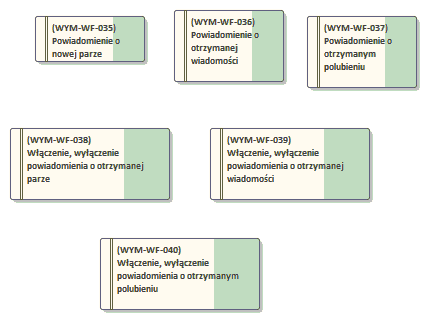 (WYM-WF-035)
Powiadomienie o
nowej parze
(WYM-WF-036)
Powiadomienie o
otrzymanej
wiadomości
(WYM-WF-037)
Powiadomienie o
otrzymanym
polubieniu
(WYM-WF-038)
Włączenie, wyłączenie
powiadomienia o otrzymanej
parze
(WYM-WF-039)
Włączenie, wyłączenie
powiadomienia o otrzymanej
wiadomości
(WYM-WF-040)
Włączenie, wyłączenie
powiadomienia o otrzymanym
polubieniu